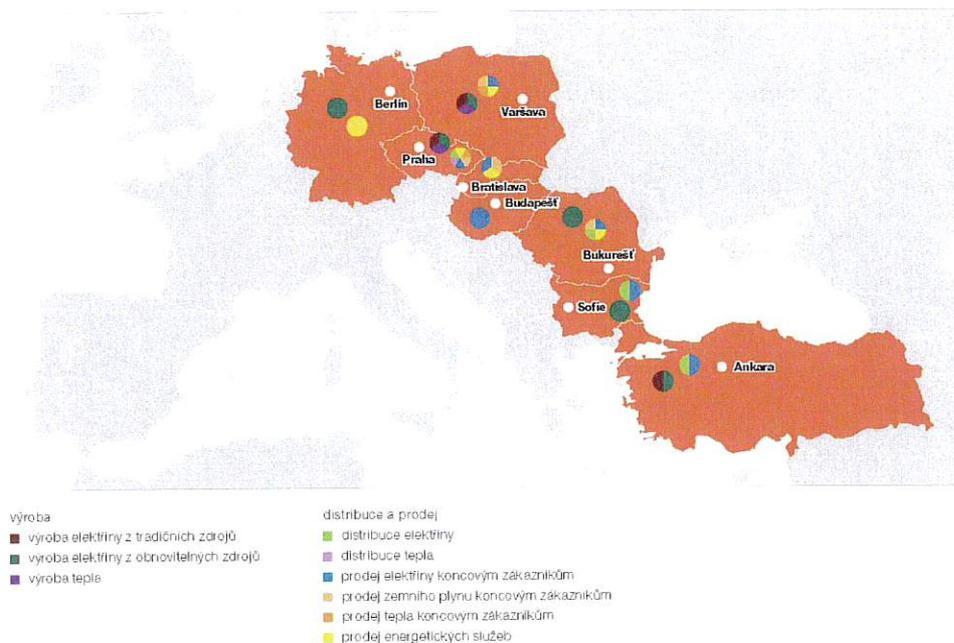 Berlín
Varšava
Praha
Bratislava
Budapešť
Bukurešť
Sofie
Ankara
výroba
výroba elektřiny z tradičních zdrojů
výroba elektřiny z obnovitelných zdrojů
výroba tepla
distribuce a prodej
distribuce elektřiny
distribuce tepla
prodej elektřiny koncovým zákazníkům
prodej zemního plynu koncovým zákazníkům
prodej tepla koncovým zákazníkům
prodej energetických služeb